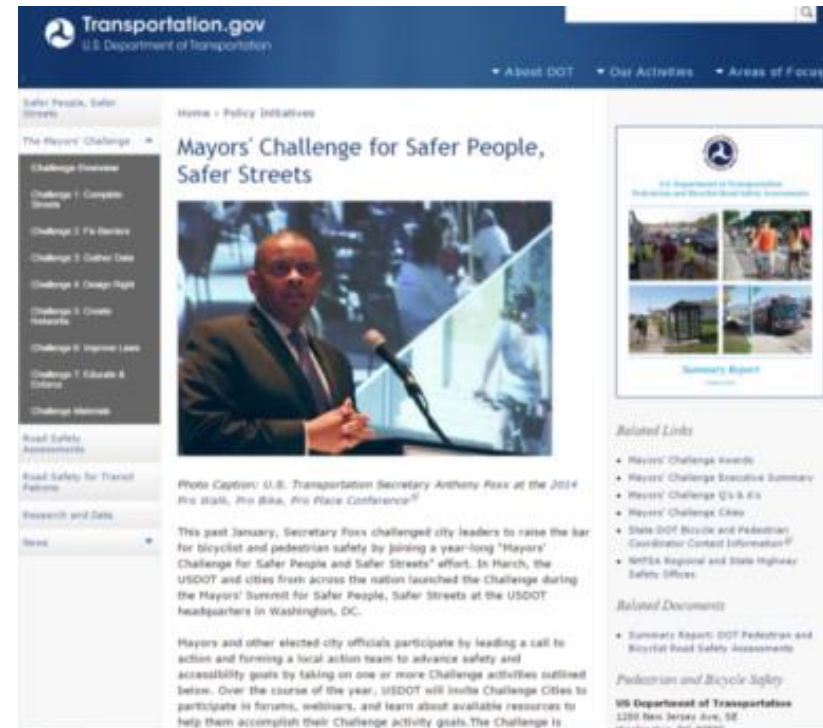 Transportation.gov
U.S. Department of Transportation
About DOT
Our Activities
Areas of Focus
Safer People, Safer
Streets
The Mayors' Challenge
Challenge Overview
Challenge 1: Complete
Streets
Challenge 2: Fix Barriers
Challenge 3: Gather Data
Challenge 4: Design Right
Challenge 5: Create
Networks
Challenge 6: Improve Laws
Challenge 7: Educate &
Enforce
Challenge Materials
Road Safety
Assessments
Road Safety for Transit
Patrons
Research and Data
News
Home › Policy Initiatives
Mayors' Challenge for Safer People,
Safer Streets
Photo Caption: U.S. Transportation Secretary Anthony Foxx at the 2014
Pro Walk, Pro Bike, Pro Place Conference
This past January, Secretary Foxx challenged city leaders to raise the bar
for bicyclist and pedestrian safety by joining a year-long "Mayors'
Challenge for Safer People and Safer Streets" effort. In March, the
USDOT and cities from across the nation launched the Challenge during
the Mayors' Summit for Safer People, Safer Streets at the USDOT
headquarters in Washington, DC.
Mayors and other elected city officials participate by leading a call to
action and forming a local action team to advance safety and
accessibility goals by taking on one or more Challenge activities outlined
below. Over the course of the year, USDOT will invite Challenge Cities to
participate in forums, webinars, and learn about available resources to
help them accomplish their Challenge activity goals.The Challenge is
US Department of Transportation
Pedestrian and Bicyclist Road Safety Assessments
Summary Report
Related Links
Mayors' Challenge Awards
Mayors' Challenge Executive Summary
Mayors' Challenge Q's & A's
Mayors' Challenge Cities
State DOT Bicycle and Pedestrian
Coordinator Contact Information
NHTSA Regional and State Highway
Safety Offices
Related Documents
Summary Report: DOT Pedestrian and
Bicyclist Road Safety Assessments
Pedestrian and Bicycle Safety
US Department of Transportation
1200 New Jersey Ave, SE